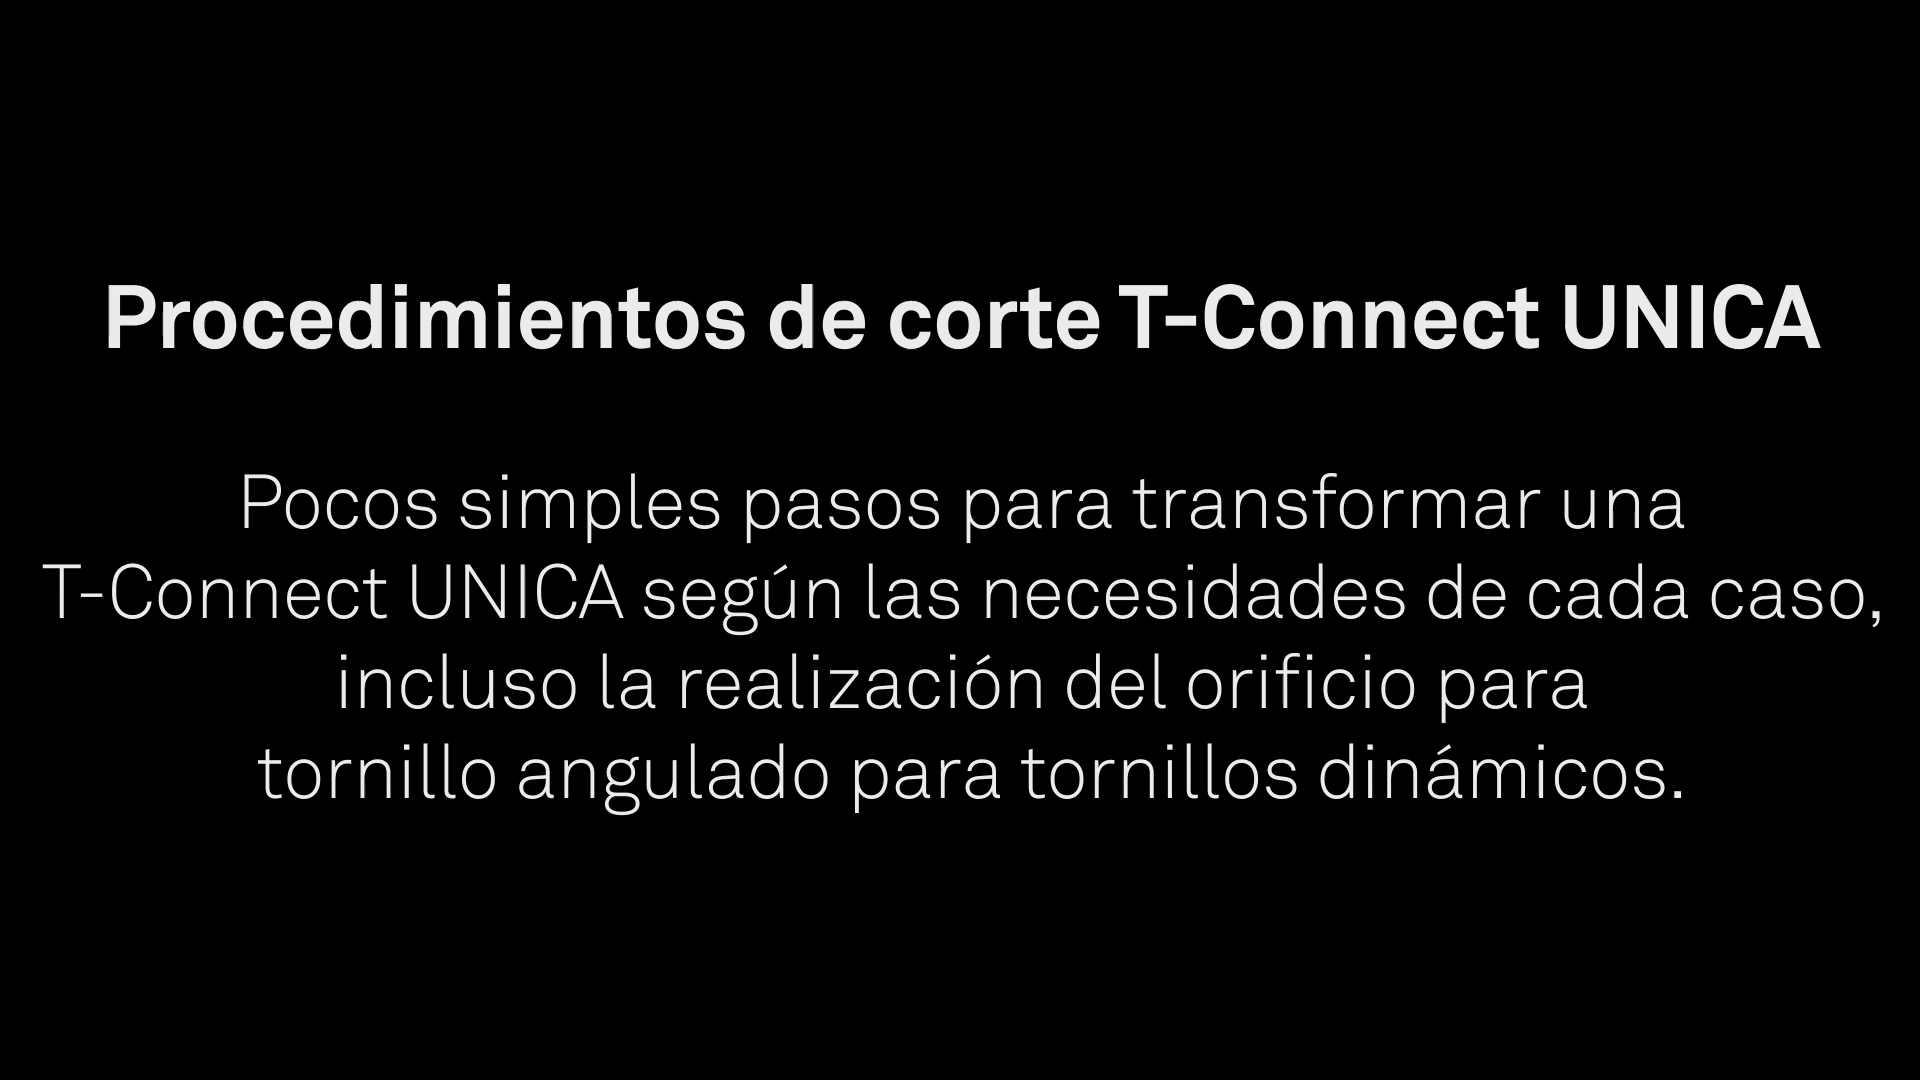 Procedimientos de corte T-Connect UNICA
Pocos simples pasos para transformar una
T-Connect UNICA según las necesidades de cada caso,
incluso la realización del orificio para
tornillo angulado para tornillos dinámicos.